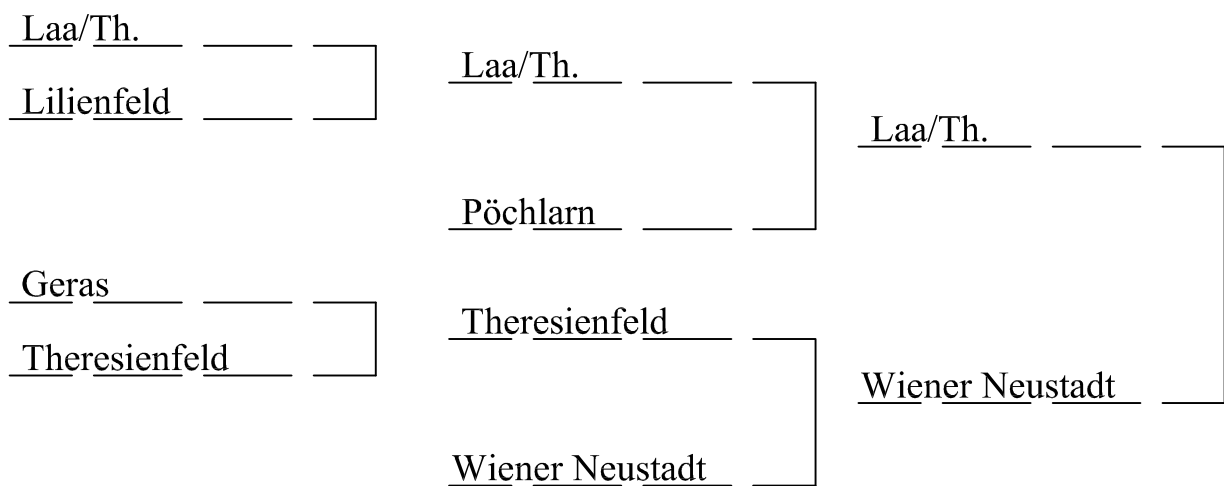 Laa/Th.
Lilienfeld
Geras
Theresienfeld
Laa/Th.
Pöchlarn
Theresienfeld
Wiener Neustadt
Laa/Th.
Wiener Neustadt